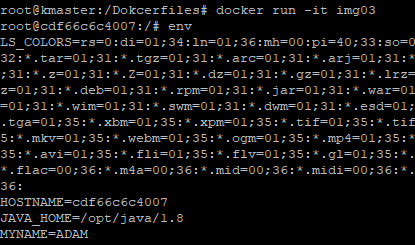 root@kmaster:/Dokcerfiles# docker run -it img03
root@cdf66c6c4007:/# env
LS_COLORS=rs=0:di=01;34:ln=01;36:mh=00:pi=40;33:so=0
32:*.tar=01;31:*.tgz=01;31:*.arc=01;31:*.arj=01;31:*
;31:*.z=01;31:*.Z=01;31:*.dz=01;31:*.gz=01;31:*.lrz=
z=01;31:*.deb=01;31:*.rpm=01;31:*.jar=01;31:*.war=01
=01;31:*.wim=01;31:*.swm=01;31:*.dwm=01;31:*.esd=01;
.tga=01;35:*.xbm=01;35:*.xpm=01;35:*.tif=01;35:*.tif
5:*.mkv=01;35:*.webm=01;35:*.ogm=01;35:*.mp4=01;35:*
35:*.avi=01;35:*.fli=01;35:*.flv=01;35:*.gl=01;35:*.
*.flac=00;36:*.m4a=00;36:*.mid=00;36:*.midi=00;36:*.
36:
HOSTNAME=cdf66c6c4007
JAVA_HOME=/opt/java/1.8
MYNAME=ADAM